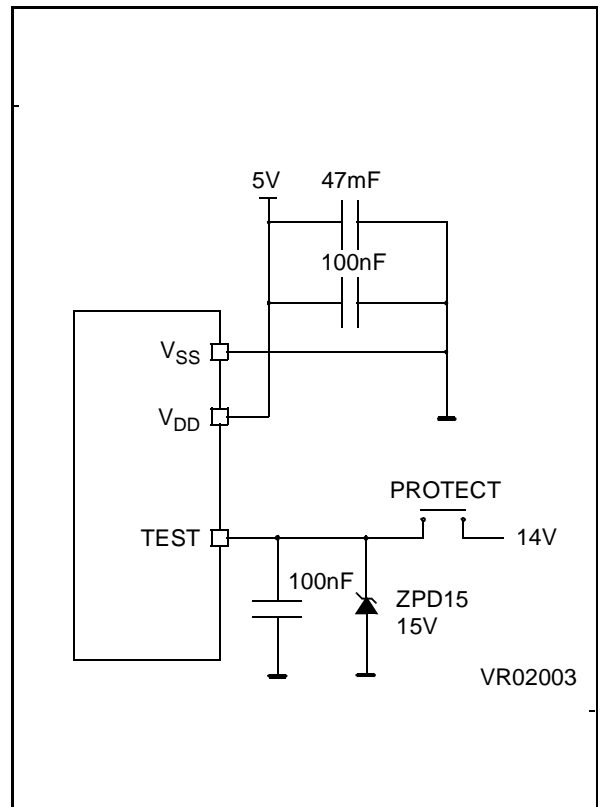 5V 47mF
100nF
VSS
VDD
PROTECT
TEST 14V
100nF ZPD15
15V
VR02003